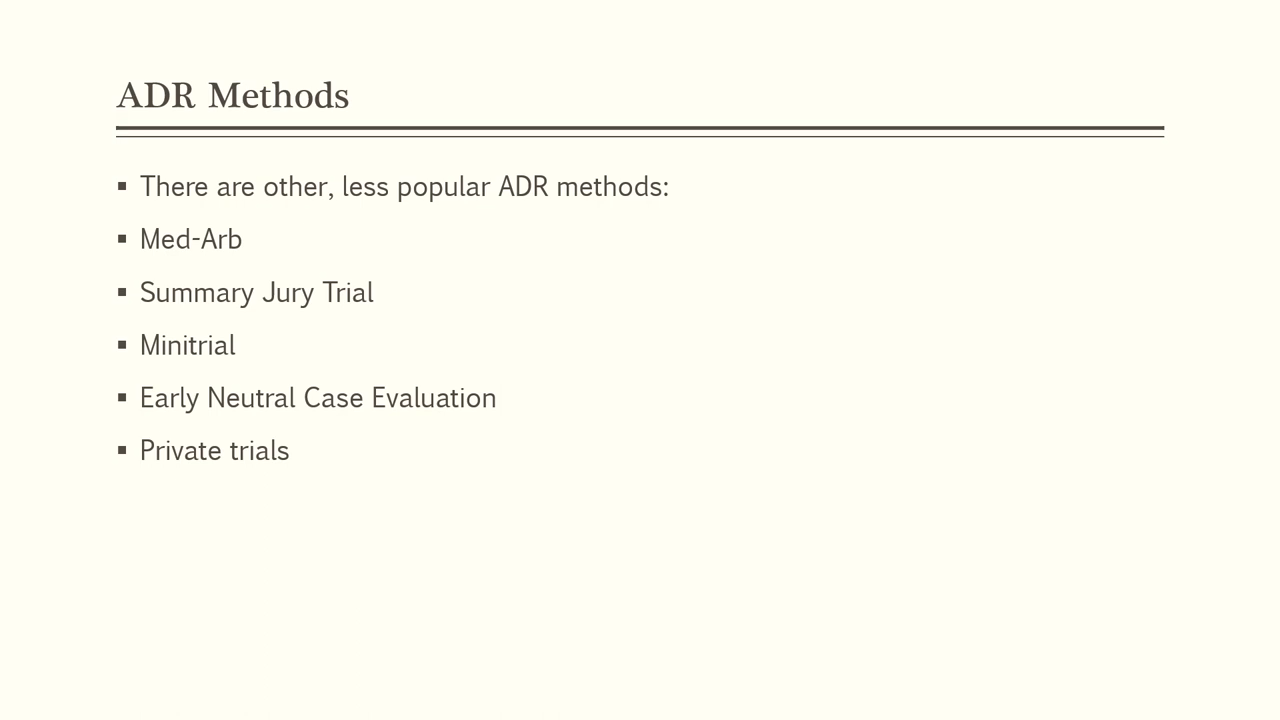 ADR Methods
▪ There are other, less popular ADR methods:
▪ Med-Arb
▪ Summary Jury Trial
▪ Minitrial
▪ Early Neutral Case Evaluation
▪ Private trials